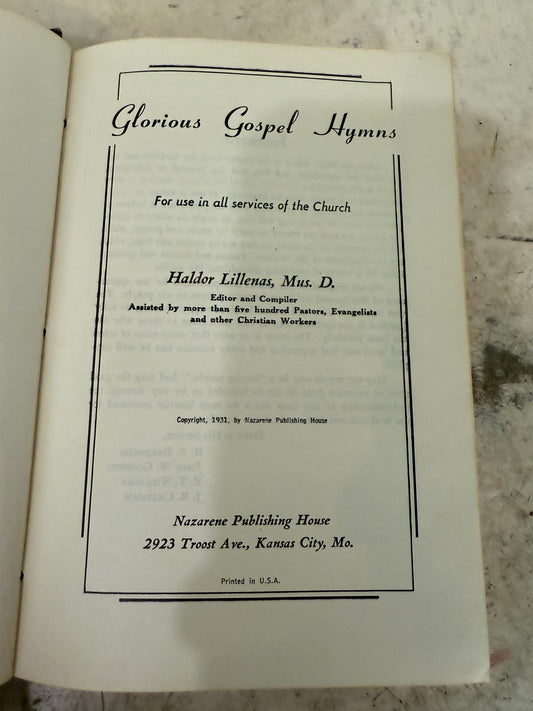 Glorious Gospel Hymns
For use in all services of the Church
Haldor Lillenas, Mus. D.
Editor and Compiler
Assisted by more than five hundred Pastors, Evangelists
and other Christian Workers
Copyright, 1931, by Nazarene Publishing House
Nazarene Publishing House
2923 Troost Ave., Kansas City, Mo.
Printed in U.S.A.